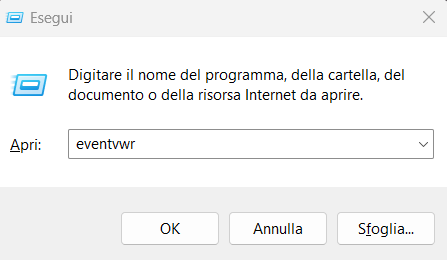 Esegui
Digitare il nome del programma, della cartella, del
documento o della risorsa Internet da aprire.
Apri: eventvwr
OK Annulla Sfoglia...